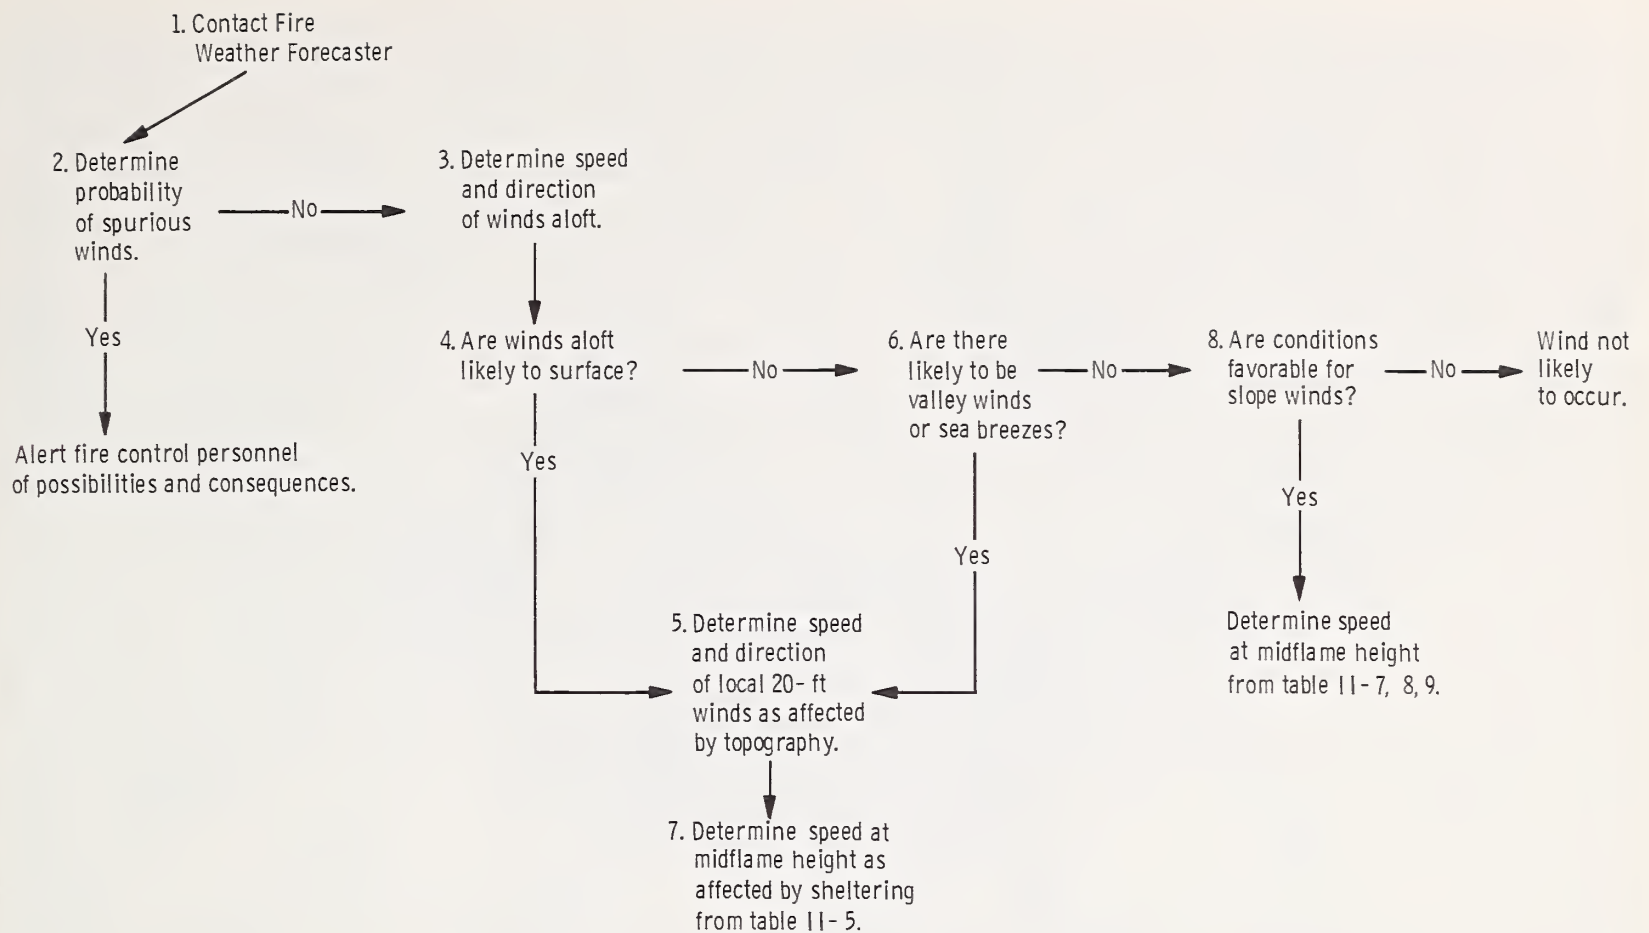 1. Contact Fire
Weather Forecaster
2. Determine
probability
of spurious
winds.
No
3. Determine speed
and direction
of winds aloft.
Yes
Alert fire control personnel
of possibilities and consequences.
4. Are winds aloft
likely to surface?
No
6. Are there
likely to be
valley winds
or sea breezes?
No
8. Are conditions
favorable for
slope winds?
No
Wind not
likely
to occur.
Yes
Yes
Yes
5. Determine speed
and direction
of local 20-ft
winds as affected
by topography.
Determine speed
at midflame height
from table II-7, 8, 9.
7. Determine speed at
midflame height as
affected by sheltering
from table II-5.